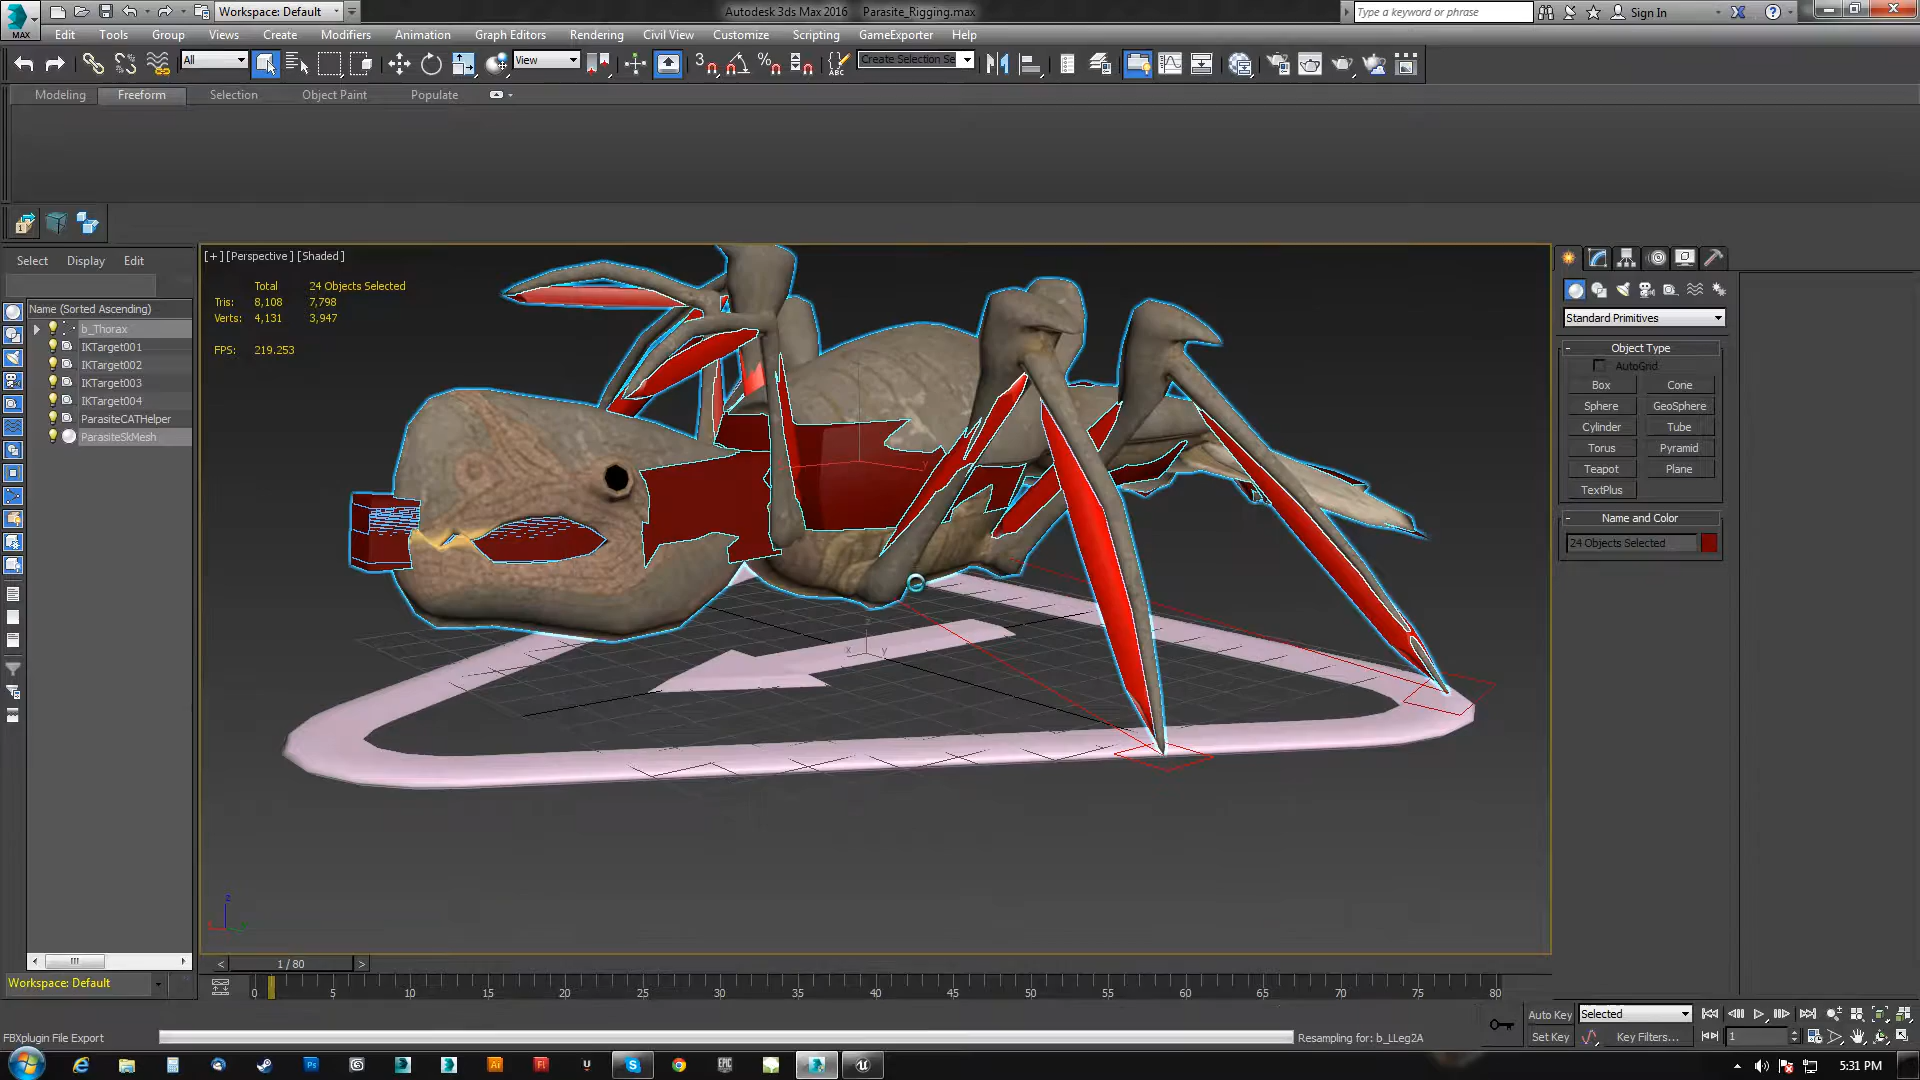 Workspace: Default
Autodesk 3ds Max 2016 Parasite_Rigging.max
Type a keyword or phrase
Sign In
MAX
Edit Tools Group Views Create Modifiers Animation Graph Editors Rendering Civil View Customize Scripting GameExporter Help
All
View
3
ABC
Create Selection Se
Modeling Freeform Selection Object Paint Populate
Select Display Edit
[+] [Perspective ] [Shaded ]
Total 24 Objects Selected
Tris: 8,108 7,798
Verts: 4,131 3,947
FPS: 219.253
Name (Sorted Ascending)
b_Thorax
IKTarget001
IKTarget002
IKTarget003
IKTarget004
ParasiteCATHelper
ParasiteSkMesh
Standard Primitives
- Object Type
AutoGrid
Box Cone
Sphere GeoSphere
Cylinder Tube
Torus Pyramid
Teapot Plane
TextPlus
- Name and Color
24 Objects Selected
z
x y
z
< 1 / 80 >
Workspace: Default
0 5 10 15 20 25 30 35 40 45 50 55 60 65 70 75 80
Auto Key Selected
Set Key Key Filters... 1
FBXplugin File Export
Resampling for: b_LLeg2A
5:31 PM